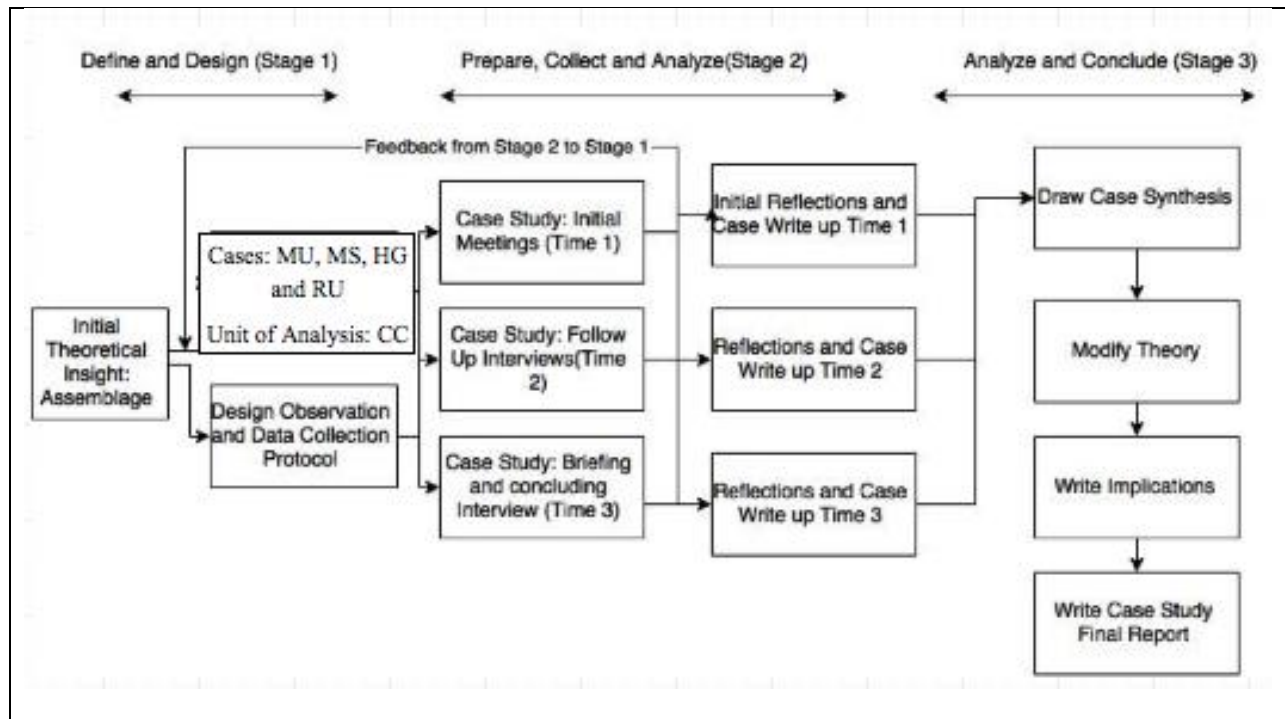 Define and Design (Stage 1)
Prepare, Collect and Analyze(Stage 2)
Analyze and Conclude (Stage 3)
Feedback from Stage 2 to Stage 1
Initial
Theoretical
Insight:
Assemblage
Cases: MU, MS, HG
and RU
Unit of Analysis: CC
Design Observation
and Data Collection
Protocol
Case Study: Initial
Meetings (Time 1)
Case Study: Follow
Up Interviews(Time
2)
Case Study: Briefing
and concluding
Interview (Time 3)
Initial Reflections and
Case Write up Time 1
Reflections and Case
Write up Time 2
Reflections and Case
Write up Time 3
Draw Case Synthesis
Modify Theory
Write Implications
Write Case Study
Final Report